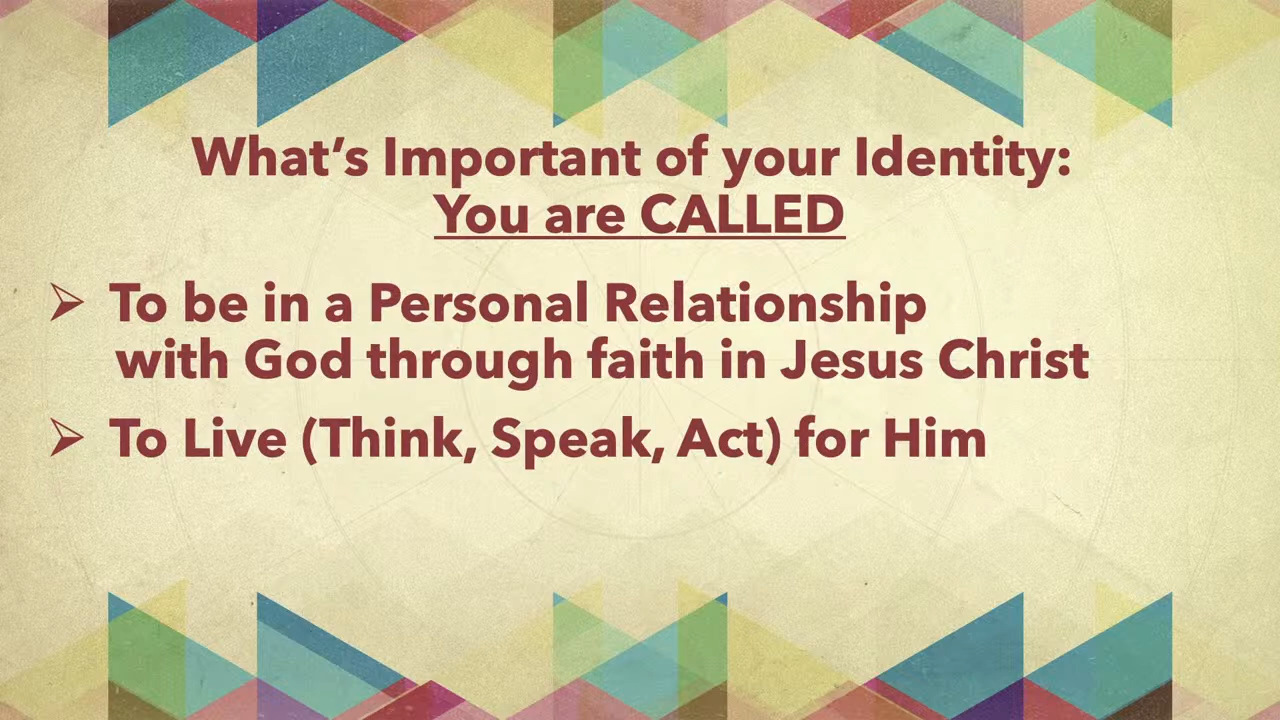 What’s Important of your Identity:
You are CALLED
➢ To be in a Personal Relationship
with God through faith in Jesus Christ
➢ To Live (Think, Speak, Act) for Him